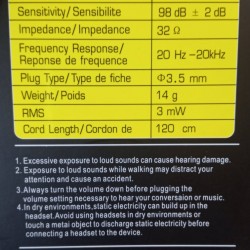 Sensitivity/Sensibilite 98 dB ± 2 dB
Impedance/Impedance 32 Ω
Frequency Response/ Reponse de frequence 20 Hz -20kHz
Plug Type/Type de fiche Φ3.5 mm
Weight/Poids 14 g
RMS 3 mW
Cord Length/Cordon de 120 cm
1. Excessive exposure to loud sounds can cause hearing damage.
2. Exposure to loud sounds while walking may distract your
attention and cause an accident.
3.Always turn the volume down before plugging the
volume setting necessary to hear your conversaion or music.
4.In dry environments,static electricity can build up in the
headset.Avoid using headsets in dry environments or
touch a metal object to discharge static electricity before
connecting a headset to the device.